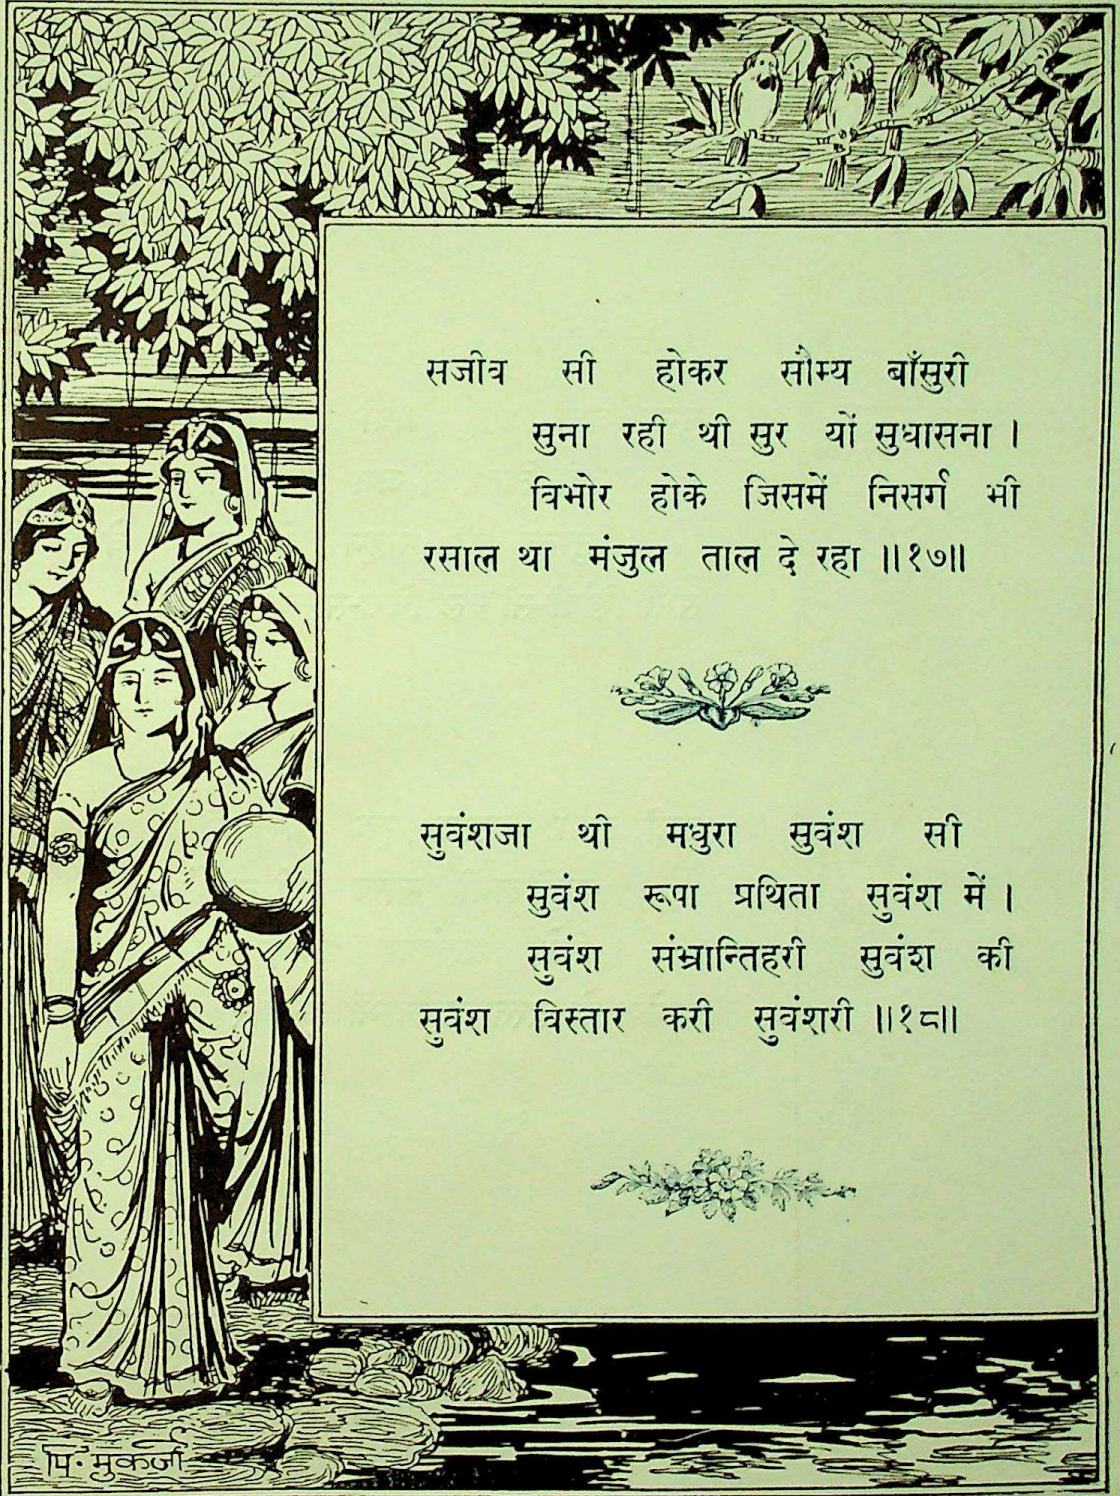 सजीव सी होकर सौम्य बाँसुरी
सुना रही थी सुर यों सुधासना ।
विभोर होके जिसमें निसर्ग भी
रसाल था मंजुल ताल दे रहा ॥१७॥
सुवंशजा थी मधुरा सुवंश सी
सुवंश रूपा प्रथिता सुवंश में ।
सुवंश संभ्रान्तिहरी सुवंश की
सुवंश विस्तार करी सुवंशरी ॥१८॥
पि. मुकर्जी